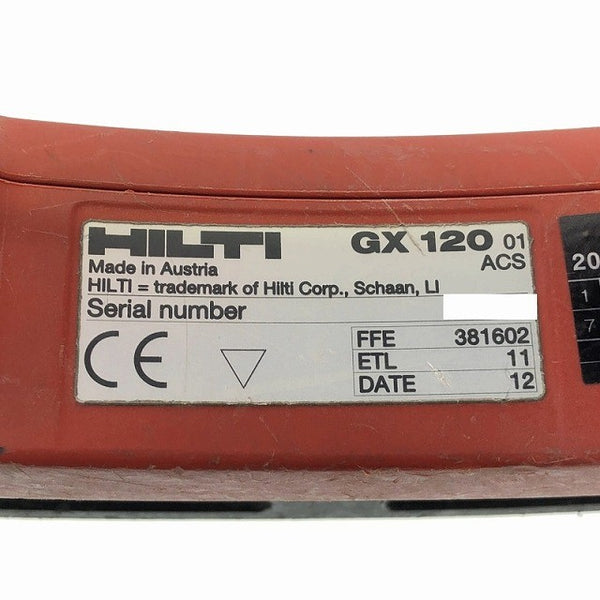 HILTI GX 120 01
Made in Austria ACS
HILTI = trademark of Hilti Corp., Schaan, LI
Serial number
CE
FFE 381602
ETL 11
DATE 12
20
1
7